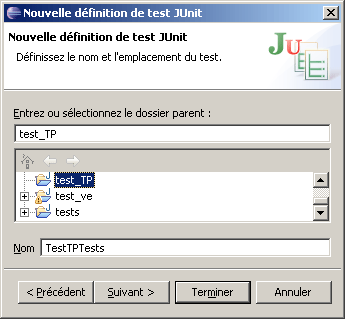 Nouvelle définition de test JUnit
Nouvelle définition de test JUnit
Définissez le nom et l'emplacement du test.
JU
Entrez ou sélectionnez le dossier parent :
test_TP
test_TP
test_ve
tests
Nom TestTPTests
< Précédent Suivant > Terminer Annuler